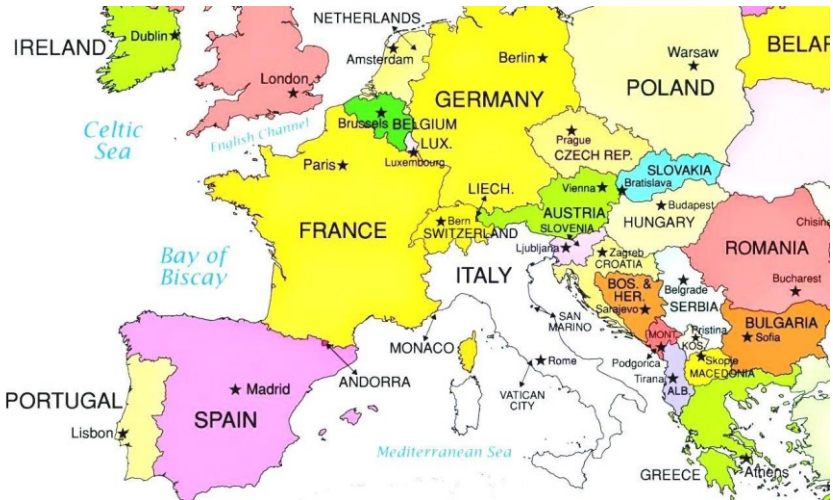 NETHERLANDS
IRELAND
Dublin
Amsterdam
Berlin
Warsaw
BELAR
London
POLAND
GERMANY
Celtic
Sea
English Channel
Brussels
BELGIUM
LUX.
Luxembourg
Prague
CZECH REP.
Paris
SLOVAKIA
Vienna
Bratislava
LIECH.
Budapest
AUSTRIA
HUNGARY
Bern
SWITZERLAND
FRANCE
SLOVENIA
Chisina
Ljubljana
Zagreb
CROATIA
ROMANIA
Bay of
Biscay
ITALY
Belgrade
SERBIA
Bucharest
BOS. &
HER.
Sarajevo
SAN
MARINO
MONACO
MONT.
Pristina
KOS.
BULGARIA
Sofia
Podgorica
Skopje
MACEDONIA
Rome
ANDORRA
Tirana
ALB.
VATICAN
CITY
Madrid
PORTUGAL
SPAIN
Lisbon
Mediterranean Sea
GREECE
Athens